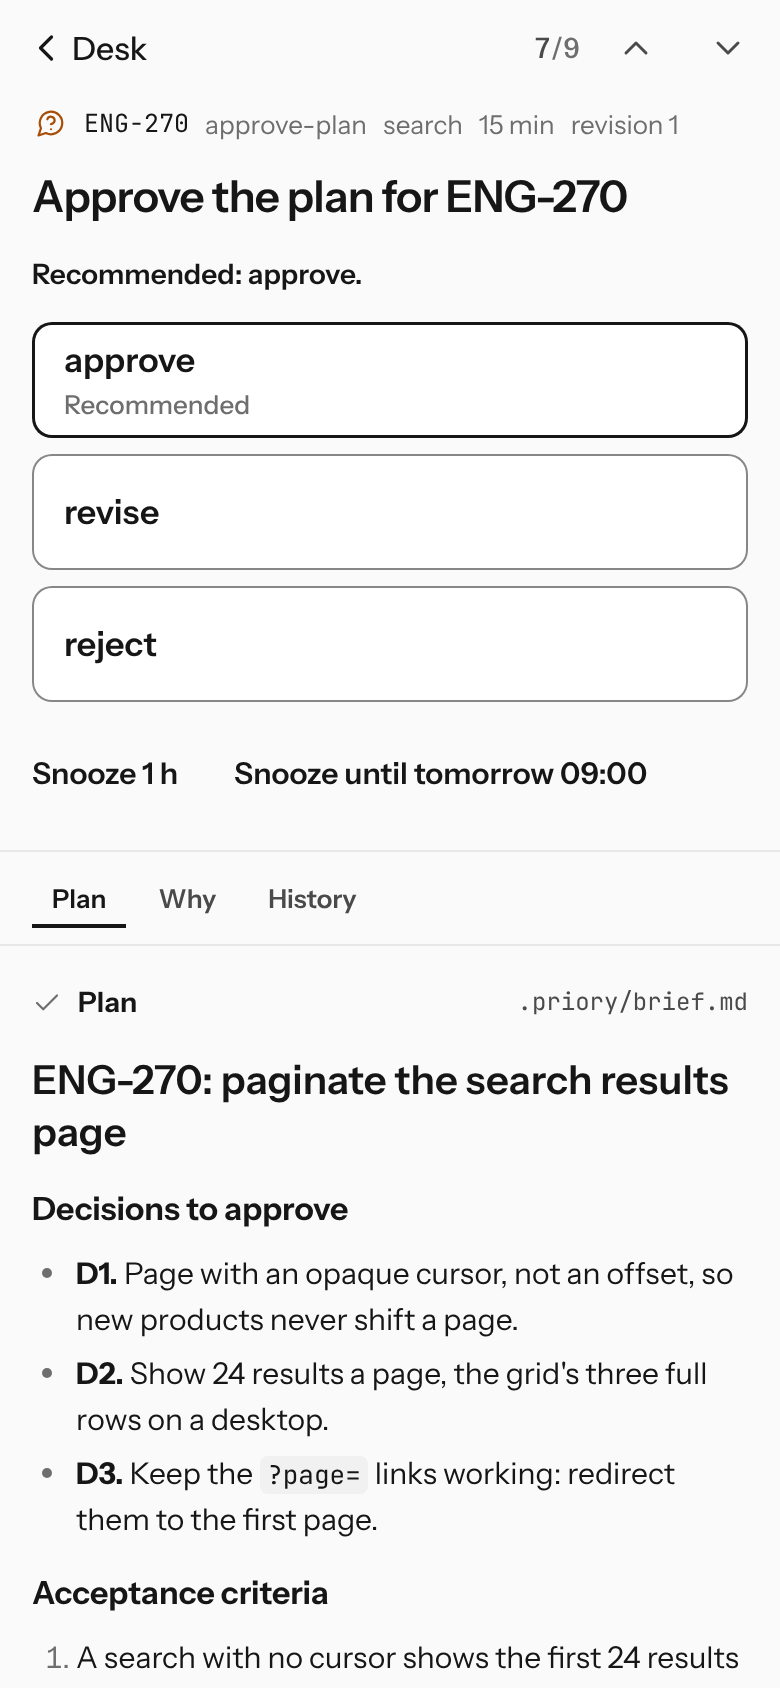 Desk
7/9
ENG-270 approve-plan search 15 min revision 1
Approve the plan for ENG-270
Recommended: approve.
approve
Recommended
revise
reject
Snooze 1 h Snooze until tomorrow 09:00
Plan Why History
Plan .priory/brief.md
ENG-270: paginate the search results
page
Decisions to approve
• D1. Page with an opaque cursor, not an offset, so
new products never shift a page.
• D2. Show 24 results a page, the grid's three full
rows on a desktop.
• D3. Keep the ?page= links working: redirect
them to the first page.
Acceptance criteria
1. A search with no cursor shows the first 24 results